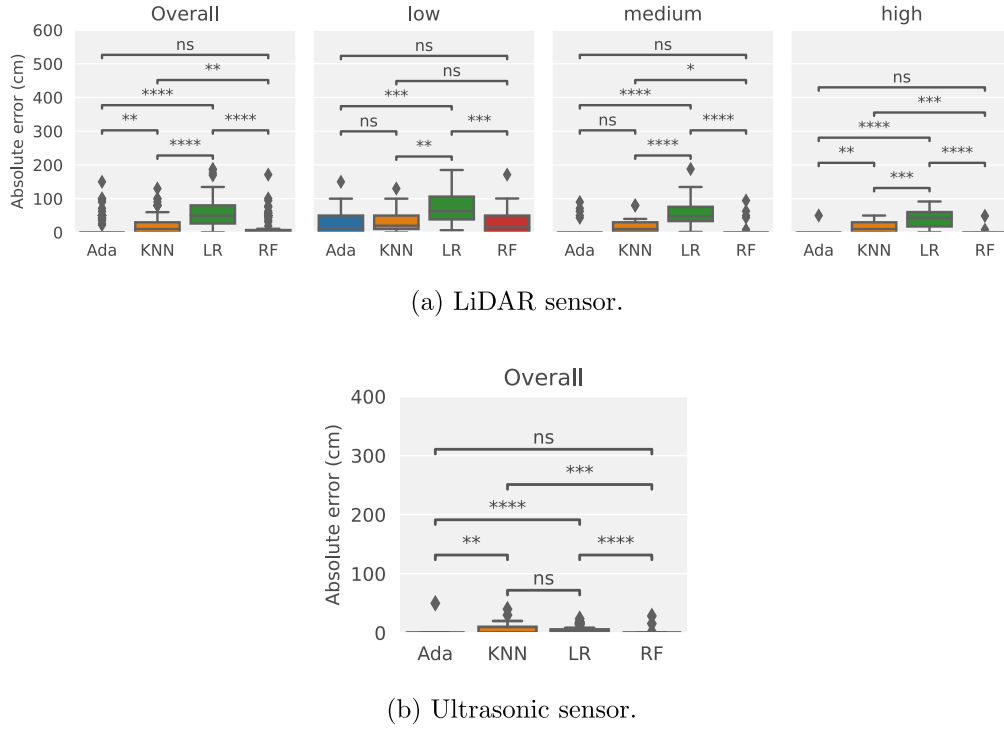 Overall low medium high
600
ns ns ns
500
** ns *
400
**** *** **** ns
***
300
** **** ns *** ns **** ****
** ****
200
**** ** **** ***
100
0
Absolute error (cm)
Ada KNN LR RF Ada KNN LR RF Ada KNN LR RF Ada KNN LR RF
(a) LiDAR sensor.
Overall
400
ns
300
***
200
****
** ****
100
ns
0
Absolute error (cm)
Ada KNN LR RF
(b) Ultrasonic sensor.